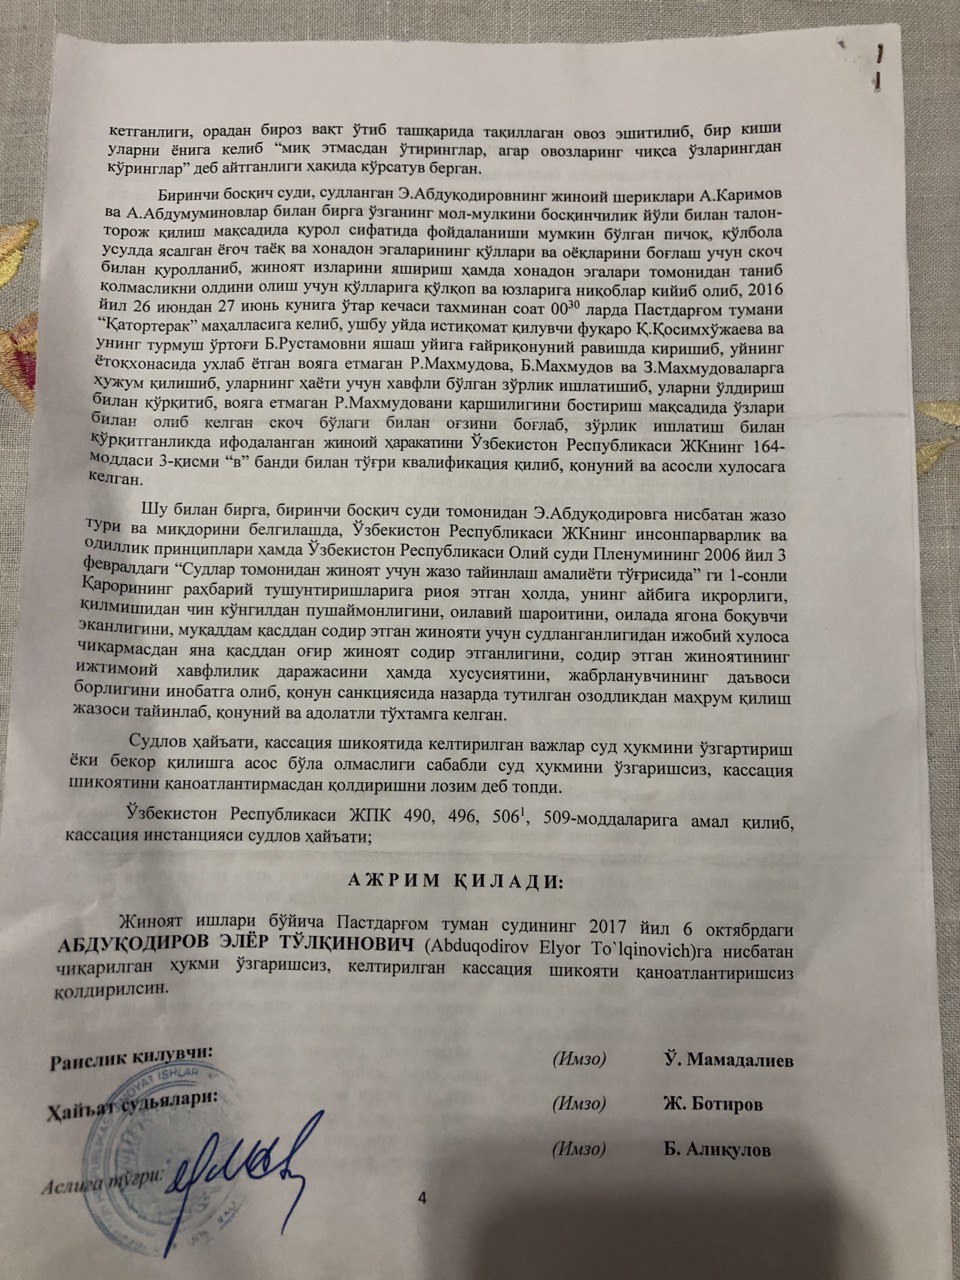 кетганлиги, орадан бироз вақт ўтиб ташқарида тақиллаган овоз эшитилиб, бир киши
уларни ёнига келиб “миқ этмасдан ўтиринглар, агар овозларинг чиқса ўзларингдан
кўринглар” деб айтганлиги ҳақида кўрсатув берган.
Биринчи босқич суди, судланган Э.Абдуқодировнинг жиноий шериклари А.Каримов
ва А.Абдумуминовлар билан бирга ўзганинг мол-мулкини босқинчилик йўли билан талон-
торож қилиш мақсадида қурол сифатида фойдаланиши мумкин бўлган пичоқ, қўлбола
усулда ясалган ёғоч таёқ ва хонадон эгаларининг қўллари ва оёқларини боғлаш учун скоч
билан қуролланиб, жиноят изларини яшириш ҳамда хонадон эгалари томонидан таниб
қолмасликни олдини олиш учун қўлларига қўлқоп ва юзларига ниқоблар кийиб олиб, 2016
йил 26 июндан 27 июнь кунига ўтар кечаси тахминан соат 00³⁰ ларда Пастдарғом тумани
“Қатортерак” маҳалласига келиб, ушбу уйда истиқомат қилувчи фуқаро Қ.Қосимхўжаева ва
унинг турмуш ўртоғи Б.Рустамовни яшаш уйига ғайриқонуний равишда киришиб, уйнинг
ётоқхонасида ухлаб ётган вояга етмаган Р.Махмудова, Б.Махмудов ва З.Махмудоваларга
ҳужум қилишиб, уларнинг ҳаёти учун хавфли бўлган зўрлик ишлатишиб, уларни ўлдириш
билан қўрқитиб, вояга етмаган Р.Махмудовани қаршилигини бостириш мақсадида ўзлари
билан олиб келган скоч бўлаги билан оғзини боғлаб, зўрлик ишлатиш билан
қўрқитганликда ифодаланган жиноий ҳаракатини Ўзбекистон Республикаси ЖКнинг 164-
моддаси 3-қисми “в” банди билан тўғри квалификация қилиб, қонуний ва асосли хулосага
келган.
Шу билан бирга, биринчи босқич суди томонидан Э.Абдуқодировга нисбатан жазо
тури ва миқдорини белгилашда, Ўзбекистон Республикаси ЖКнинг инсонпарварлик ва
одиллик принциплари ҳамда Ўзбекистон Республикаси Олий суди Пленумининг 2006 йил 3
февралдаги “Судлар томонидан жиноят учун жазо тайинлаш амалиёти тўғрисида” ги 1-сонли
Қарорининг раҳбарий тушунтиришларига риоя этган ҳолда, унинг айбига иқрорлиги,
қилмишидан чин кўнгилдан пушаймонлигини, оилавий шароитини, оилада ягона боқувчи
эканлигини, муқаддам қасддан содир этган жинояти учун судланганлигидан ижобий хулоса
чиқармасдан яна қасддан оғир жиноят содир этганлигини, содир этган жиноятининг
ижтимоий хавфлилик даражасини ҳамда хусусиятини, жабрланувчининг даъвоси
борлигини инобатга олиб, қонун санкциясида назарда тутилган озодликдан маҳрум қилиш
жазоси тайинлаб, қонуний ва адолатли тўхтамга келган.
Судлов ҳайъати, кассация шикоятида келтирилган важлар суд ҳукмини ўзгартириш
ёки бекор қилишга асос бўла олмаслиги сабабли суд ҳукмини ўзгаришсиз, кассация
шикоятини қаноатлантирмасдан қолдиришни лозим деб топди.
Ўзбекистон Республикаси ЖПК 490, 496, 506¹, 509-моддаларига амал қилиб,
кассация инстанцияси судлов ҳайъати;
АЖРИМ ҚИЛАДИ:
Жиноят ишлари бўйича Пастдарғом туман судининг 2017 йил 6 октябрдаги
АБДУҚОДИРОВ ЭЛЁР ТЎЛҚИНОВИЧ (Abduqodirov Elyor To`lqinovich)га нисбатан
чиқарилган ҳукми ўзгаришсиз, келтирилган кассация шикояти қаноатлантиришсиз
қолдирилсин.
Раислик қилувчи: (Имзо) Ў. Мамадалиев
Ҳайъат судьялари: (Имзо) Ж. Ботиров
(Имзо) Б. Алиқулов
Аслига тўғри:
4